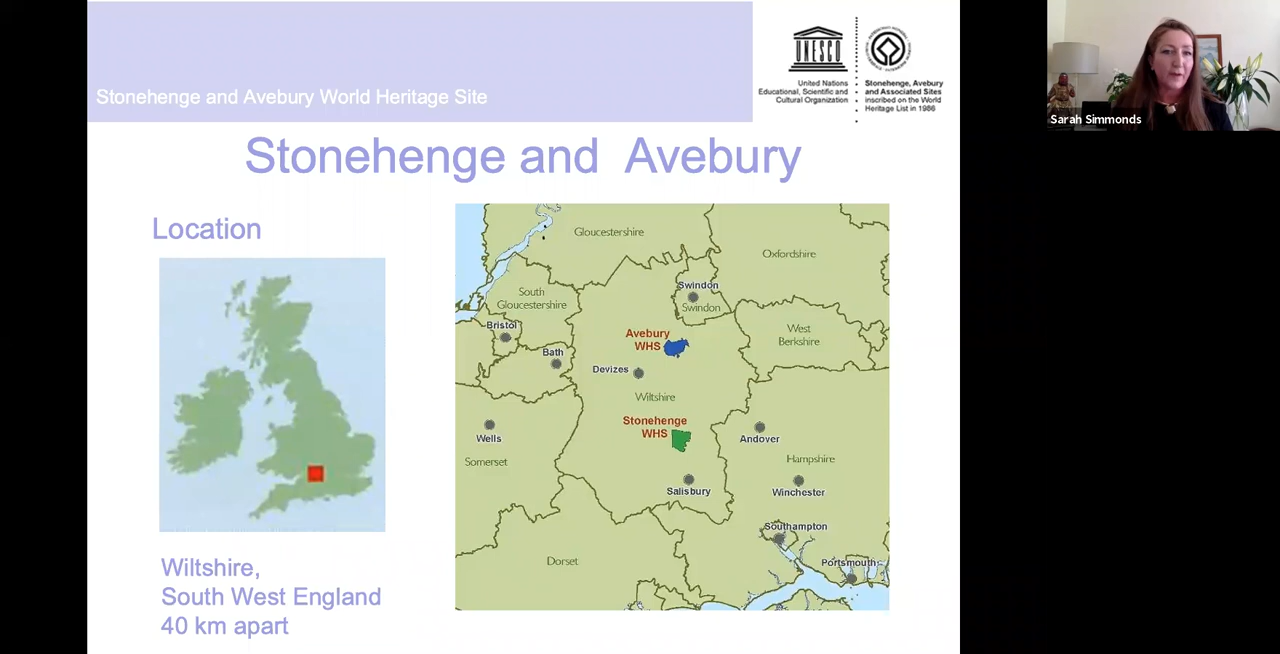 Stonehenge and Avebury World Heritage Site
UNESCO
United Nations
Educational, Scientific and
Cultural Organization
Stonehenge, Avebury
and Associated Sites
inscribed on the World
Heritage List in 1986
Sarah Simmonds
Stonehenge and Avebury
Location
Gloucestershire
Oxfordshire
Swindon
South
Gloucestershire
Swindon
Bristol
Avebury
WHS
West
Berkshire
Bath
Devizes
Wiltshire
Stonehenge
WHS
Wells
Andover
Somerset
Hampshire
Salisbury
Winchester
Southampton
Dorset
Portsmouth
Wiltshire,
South West England
40 km apart